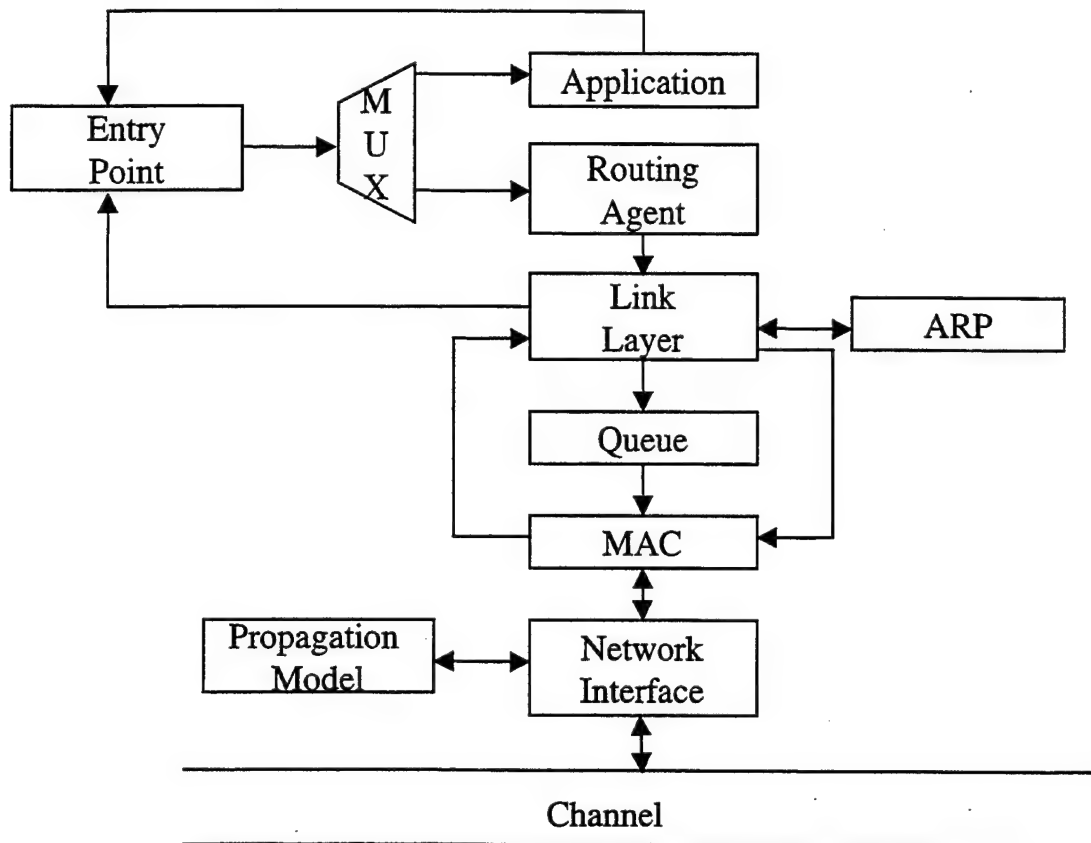 Application
Entry
Point
M
U
X
Routing
Agent
Link
Layer
ARP
Queue
MAC
Propagation
Model
Network
Interface
Channel